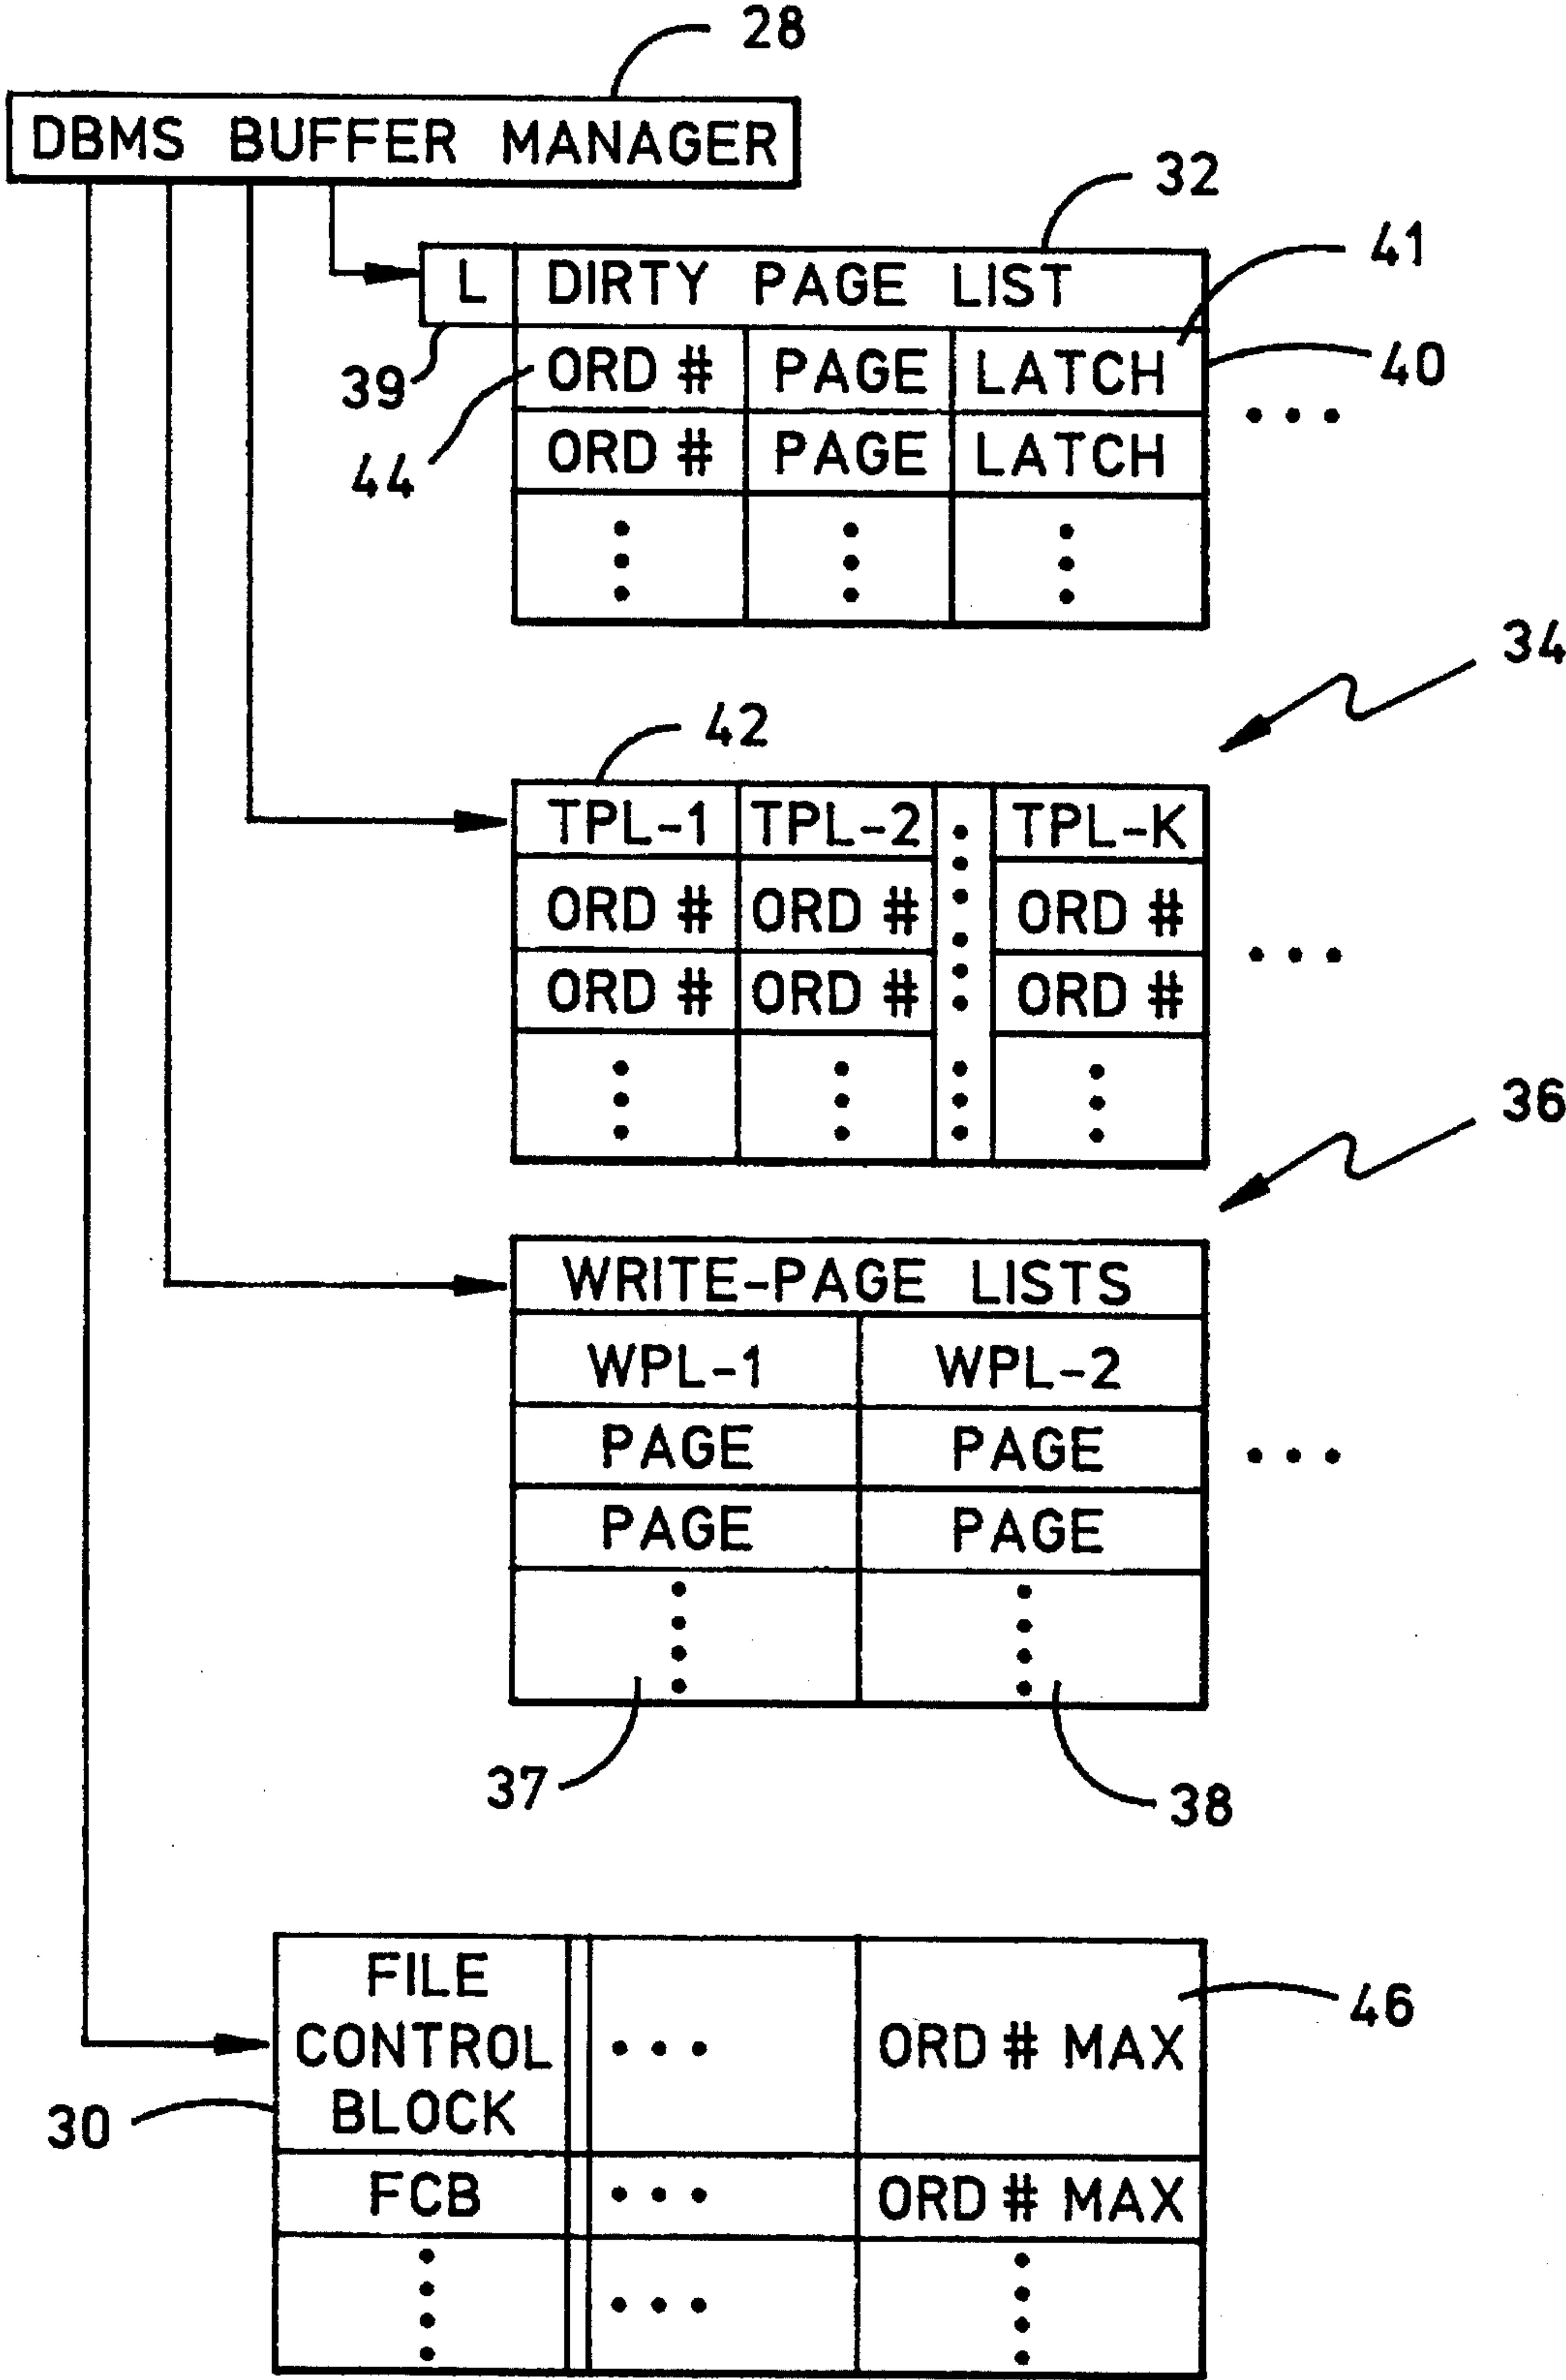 28
DBMS BUFFER MANAGER
32
L DIRTY PAGE LIST
41
39
ORD # PAGE LATCH
40
44
ORD # PAGE LATCH
34
42
TPL-1 TPL-2 TPL-K
ORD # ORD # ORD #
ORD # ORD # ORD #
36
WRITE-PAGE LISTS
WPL-1 WPL-2
PAGE PAGE
PAGE PAGE
37
38
FILE
CONTROL
BLOCK
ORD # MAX
46
30
FCB ORD # MAX